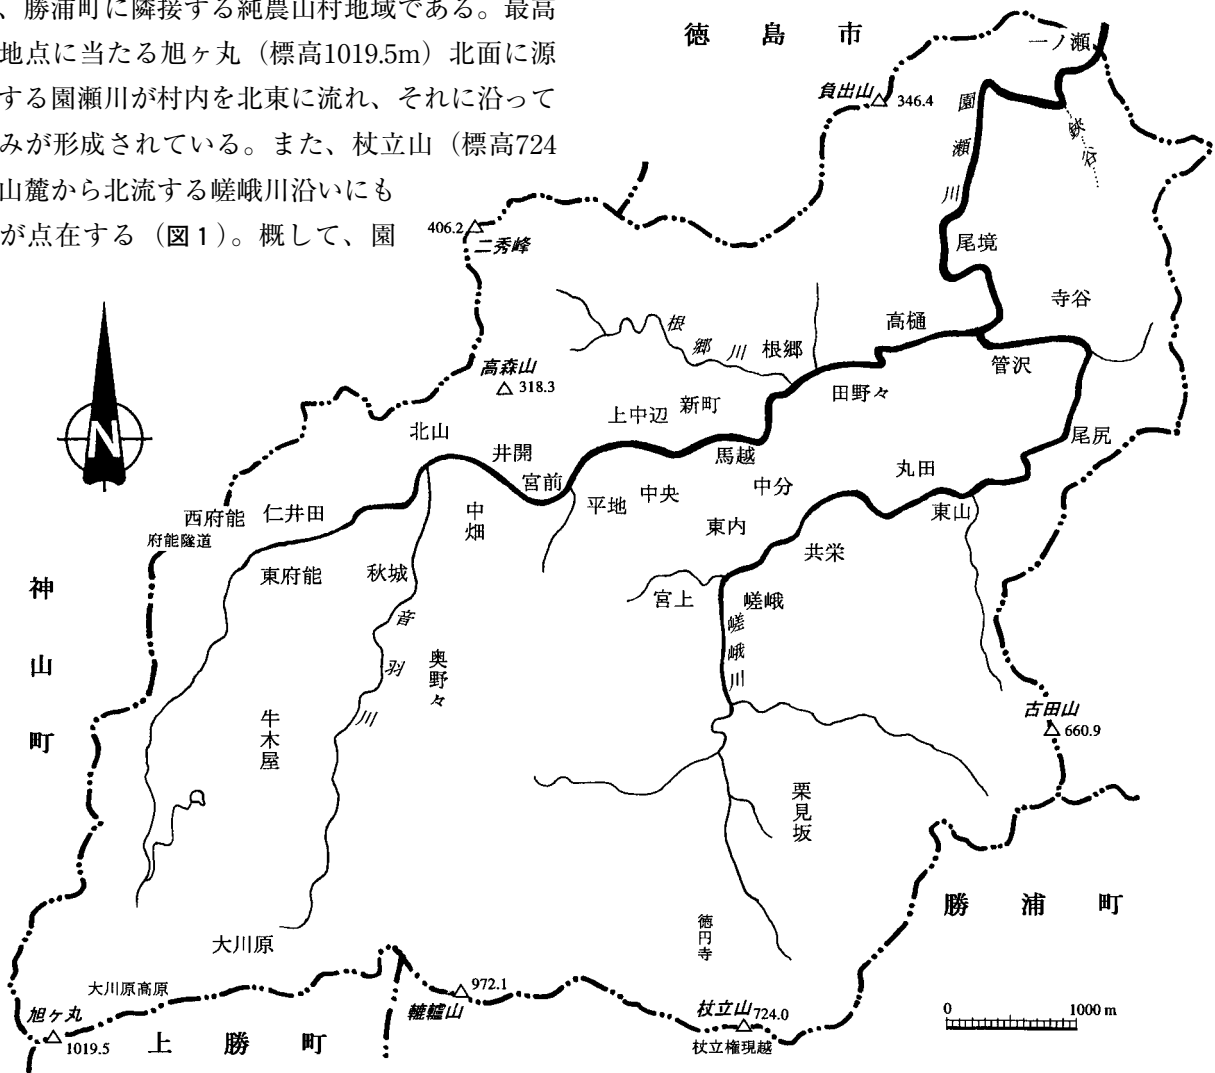 、勝浦町に隣接する純農山村地域である。最高
地点に当たる旭ヶ丸（標高1019.5m）北面に源
する園瀬川が村内を北東に流れ、それに沿って
みが形成されている。また、杖立山（標高724
山麓から北流する嵯峨川沿いにも
が点在する（図1）。概して、園
徳島市
一ノ瀬
負出山
346.4
園瀬川
鉄谷
406.2
二秀峰
尾境
寺谷
高樋
根郷川
根郷
管沢
高森山
318.3
田野々
新町
上中辺
北山
尾尻
井開
馬越
丸田
宮前
中分
中央
平地
西府能
仁井田
中畑
東山
東内
府能隧道
共栄
東府能
秋城
神山町
宮上
嵯峨
音羽川
嵯峨川
奥野々
古田山
660.9
牛木屋
栗見坂
勝浦町
徳円寺
大川原
972.1
大川原高原
轆轤山
杖立山
724.0
0
1000 m
旭ヶ丸
1019.5
上勝町
杖立権現越
N